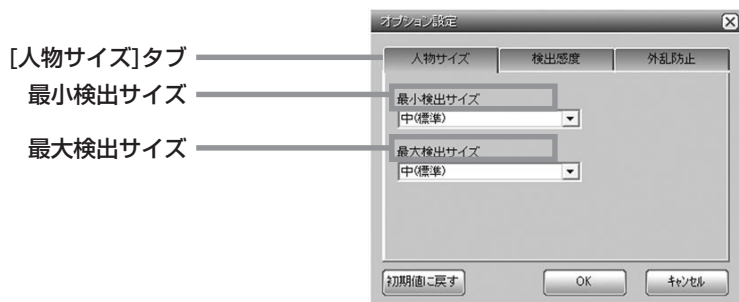 オプション設定
[人物サイズ]タブ
人物サイズ
検出感度
外乱防止
最小検出サイズ
最小検出サイズ
中(標準)
最大検出サイズ
最大検出サイズ
中(標準)
初期値に戻す
OK
キャンセル